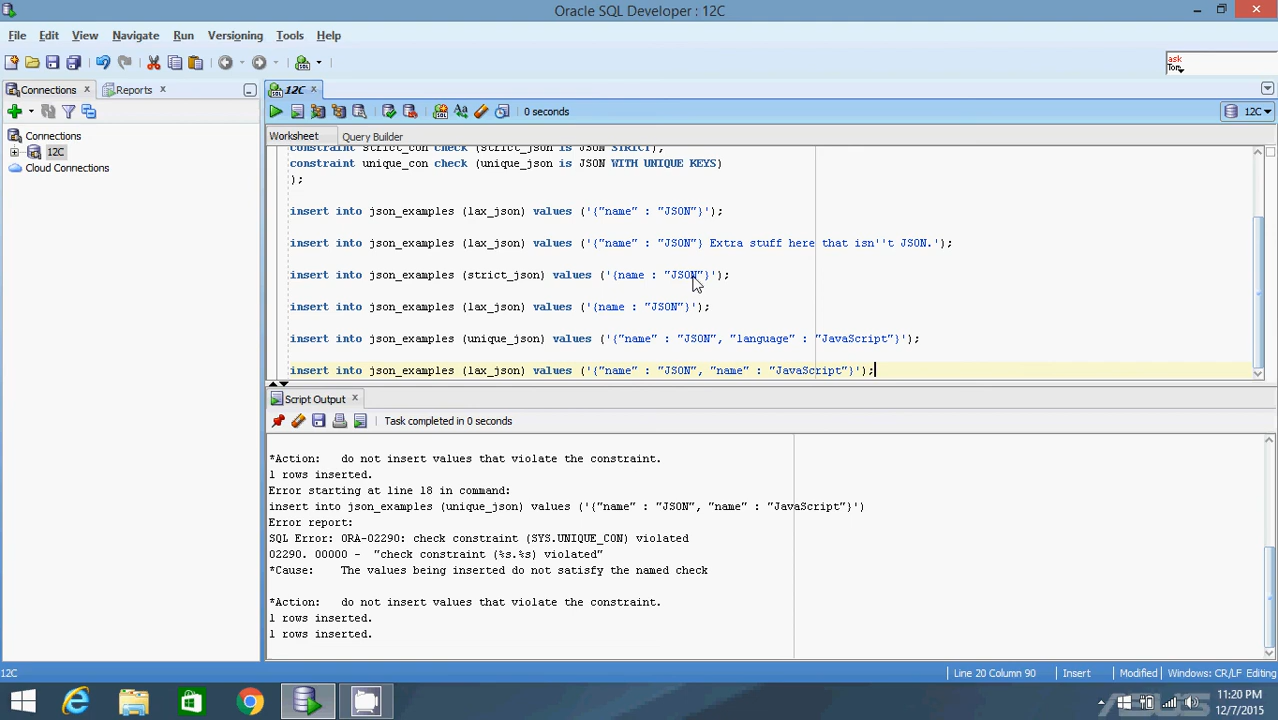 Oracle SQL Developer : 12C
File Edit View Navigate Run Versioning Tools Help
ask
Tom
Connections
Reports
12C
0 seconds
12C
Connections
12C
Cloud Connections
Worksheet Query Builder
constraint strict_con check (strict_json is JSON STRICT),
constraint unique_con check (unique_json is JSON WITH UNIQUE KEYS)
);
insert into json_examples (lax_json) values ('{"name" : "JSON"}');
insert into json_examples (lax_json) values ('{"name" : "JSON"} Extra stuff here that isn''t JSON.');
insert into json_examples (strict_json) values ('{name : "JSON"}');
insert into json_examples (lax_json) values ('{name : "JSON"}');
insert into json_examples (unique_json) values ('{"name" : "JSON", "language" : "JavaScript"}');
insert into json_examples (lax_json) values ('{"name" : "JSON", "name" : "JavaScript"}');
Script Output
Task completed in 0 seconds
*Action: do not insert values that violate the constraint.
1 rows inserted.
Error starting at line 18 in command:
insert into json_examples (unique_json) values ('{"name" : "JSON", "name" : "JavaScript"}')
Error report:
SQL Error: ORA-02290: check constraint (SYS.UNIQUE_CON) violated
02290. 00000 - "check constraint (%s.%s) violated"
*Cause: The values being inserted do not satisfy the named check
*Action: do not insert values that violate the constraint.
1 rows inserted.
1 rows inserted.
12C
Line 20 Column 90 Insert Modified Windows: CR/LF Editing
ASUS
11:20 PM
12/7/2015